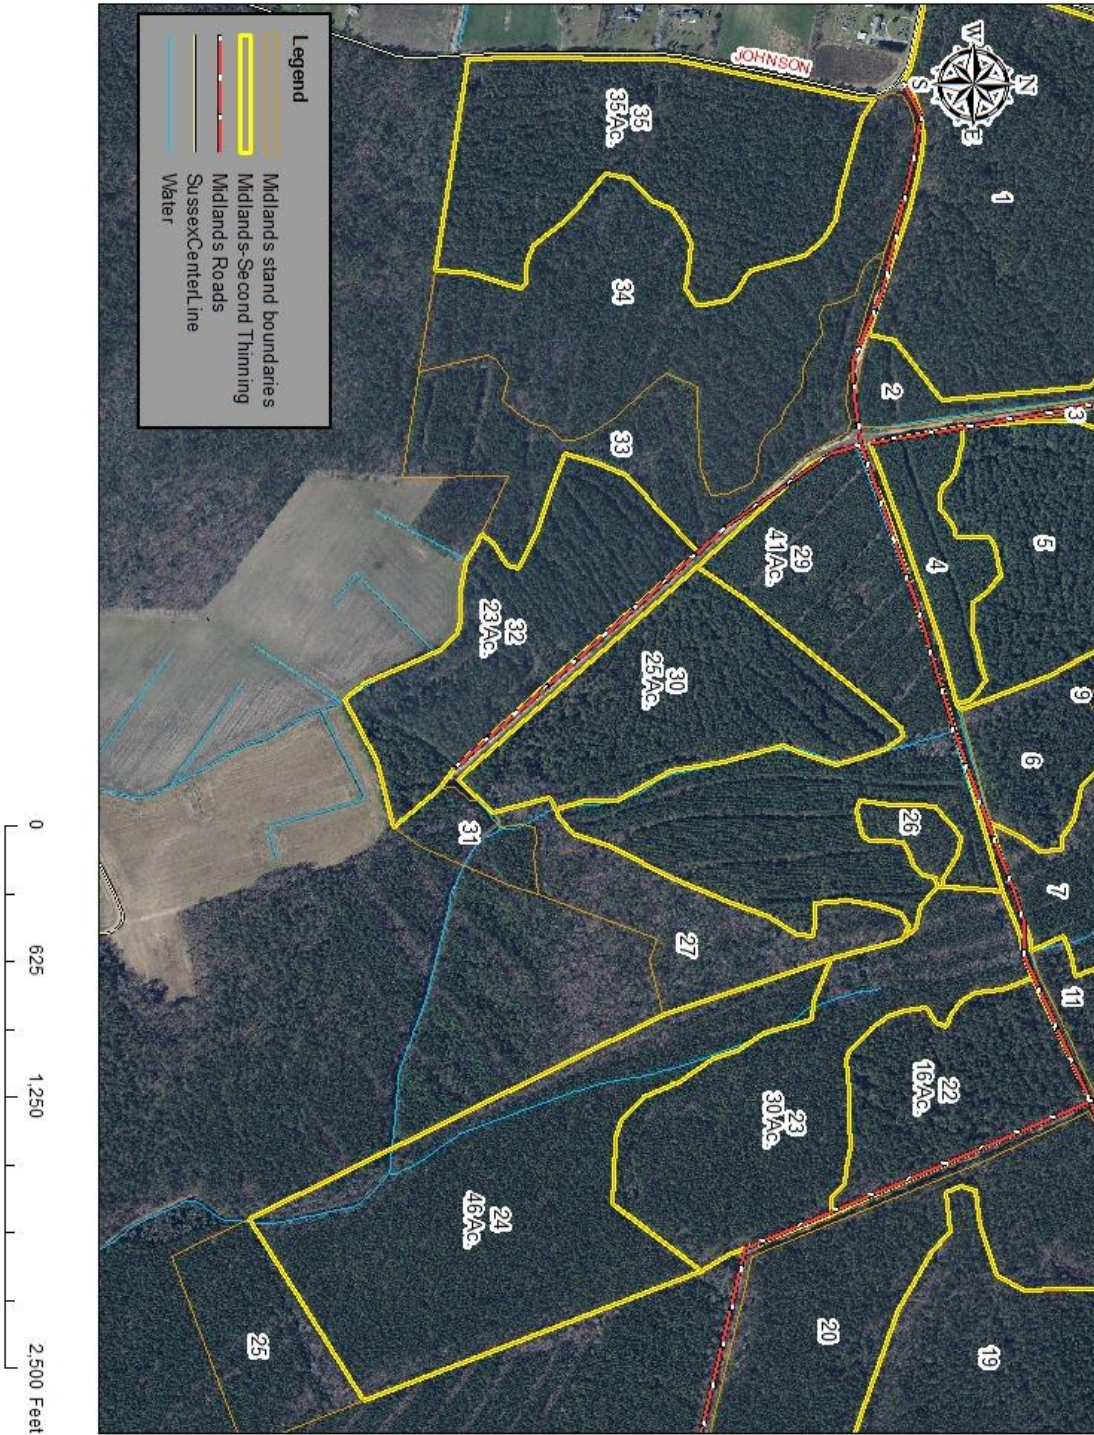 Legend
Midlands stand boundaries
Midlands-Second Thinning
Midlands Roads
SussexCenterLine
Water
JOHNSON
N
E
S
W
1
2
3
4
5
9
6
7
11
35
35 Ac.
34
33
29
41 Ac.
30
25 Ac.
32
23 Ac.
31
26
27
22
16 Ac.
23
30 Ac.
24
46 Ac.
25
20
19
0 625 1,250 2,500 Feet